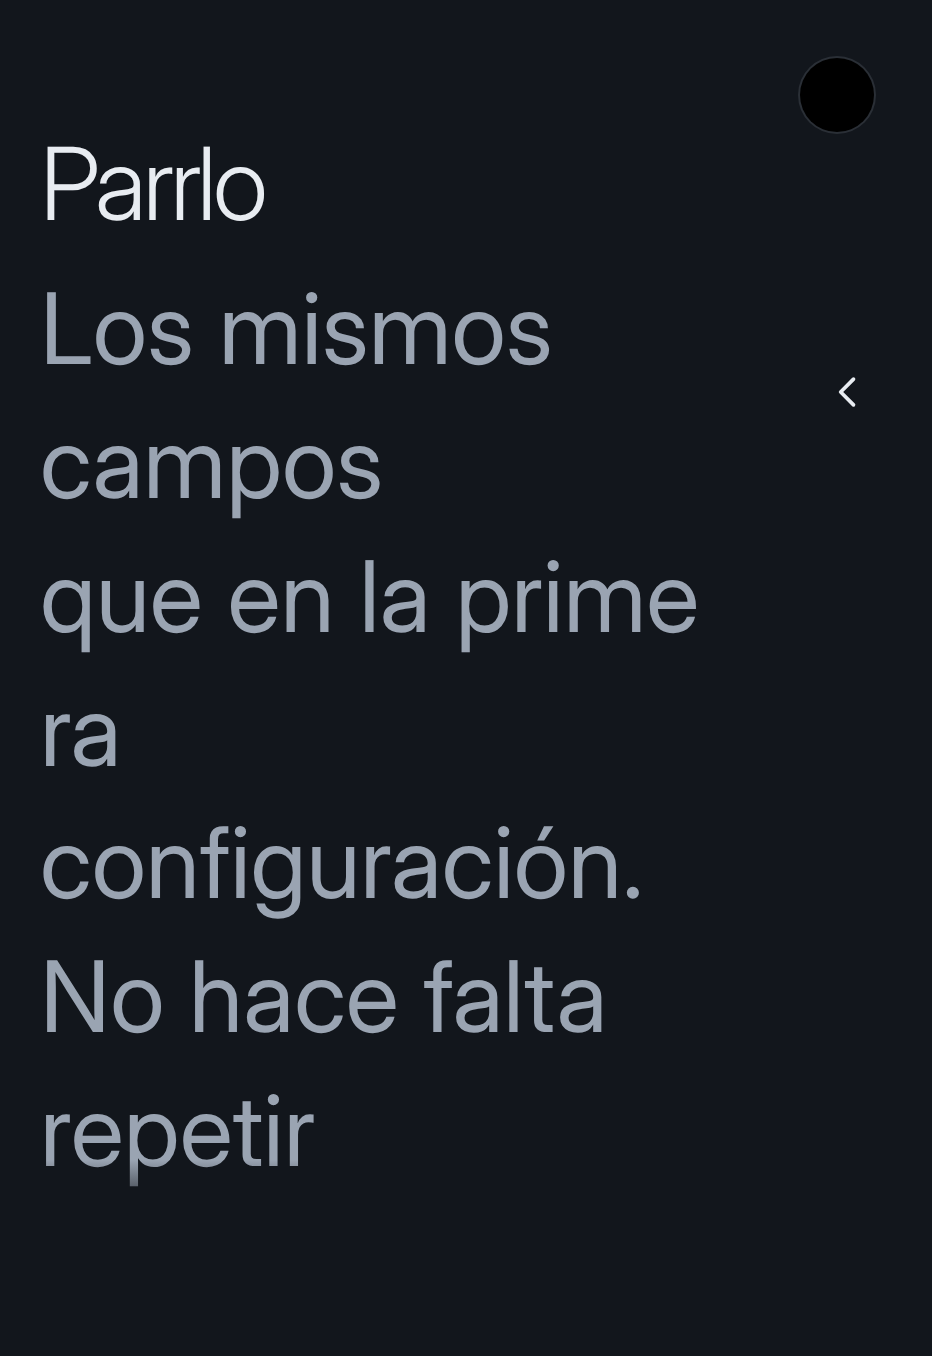 Parrlo
Los mismos
campos
que en la prime
ra
configuración.
No hace falta
repetir